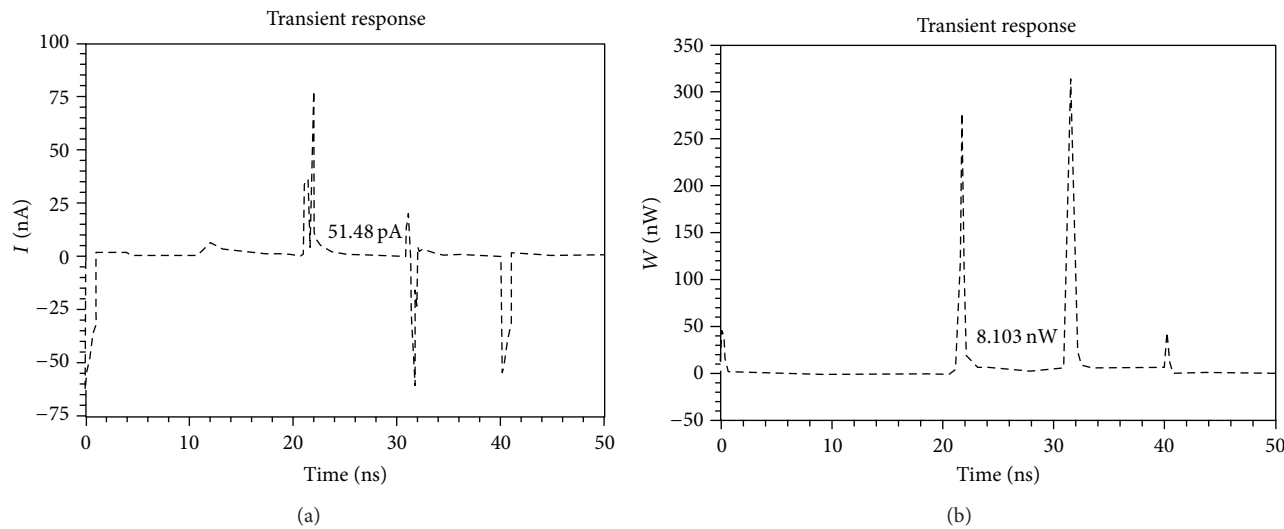 Transient response
100
75
50
25
0
−25
−50
−75
I (nA)
51.48 pA
0 10 20 30 40 50
Time (ns)
(a)
Transient response
350
300
250
200
150
100
50
0
−50
W (nW)
8.103 nW
0 10 20 30 40 50
Time (ns)
(b)